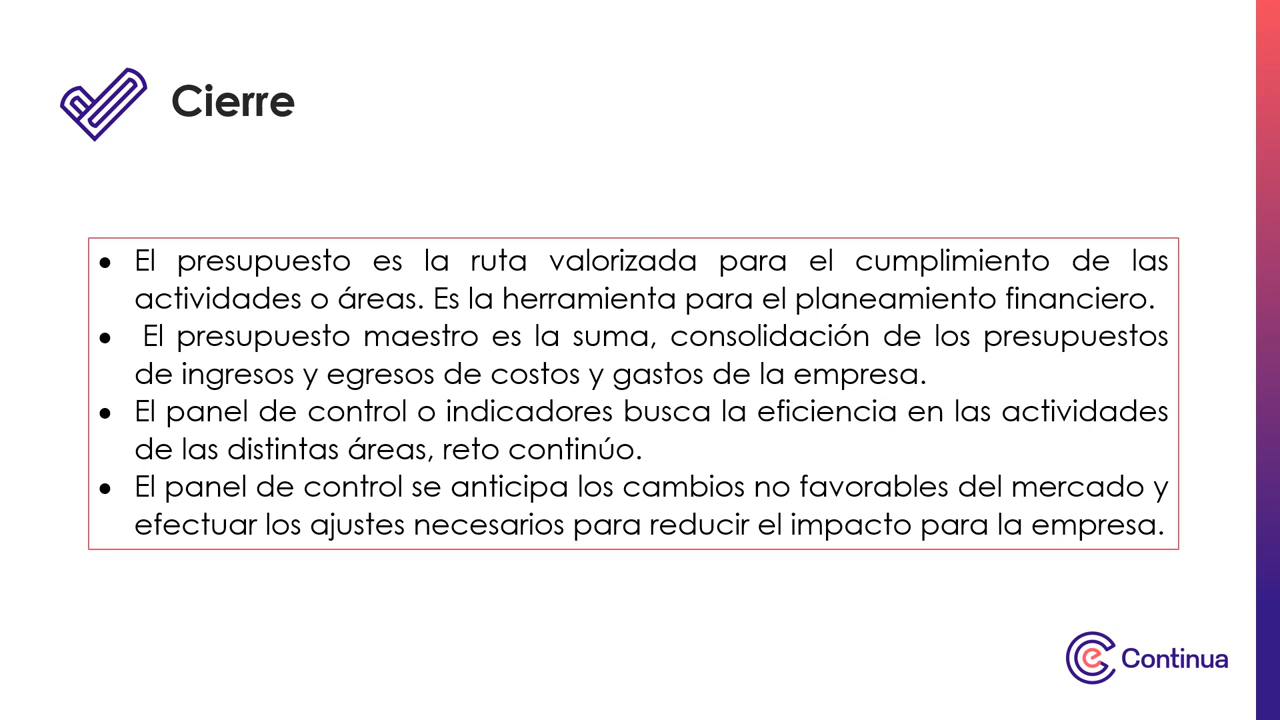 Cierre
● El presupuesto es la ruta valorizada para el cumplimiento de las
actividades o áreas. Es la herramienta para el planeamiento financiero.
● El presupuesto maestro es la suma, consolidación de los presupuestos
de ingresos y egresos de costos y gastos de la empresa.
● El panel de control o indicadores busca la eficiencia en las actividades
de las distintas áreas, reto continúo.
● El panel de control se anticipa los cambios no favorables del mercado y
efectuar los ajustes necesarios para reducir el impacto para la empresa.
e Continua